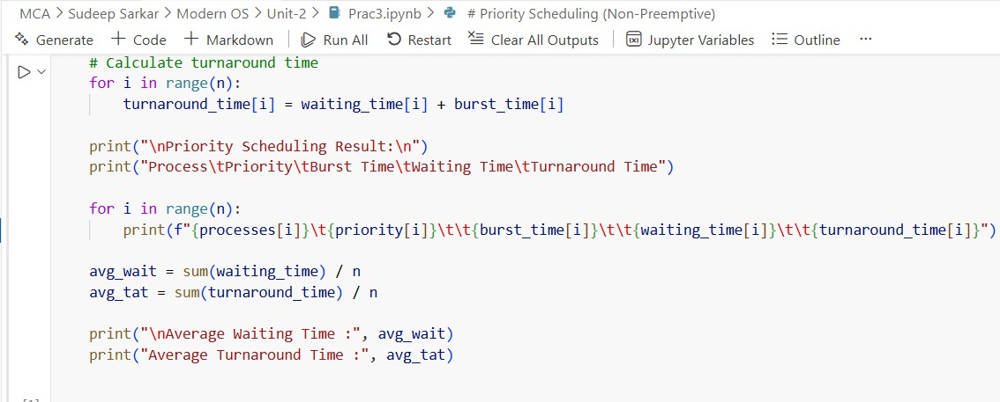 MCA > Sudeep Sarkar > Modern OS > Unit-2 > Prac3.ipynb > # Priority Scheduling (Non-Preemptive)
Generate + Code + Markdown Run All Restart Clear All Outputs Jupyter Variables Outline ...
# Calculate turnaround time
for i in range(n):
    turnaround_time[i] = waiting_time[i] + burst_time[i]
print("\nPriority Scheduling Result:\n")
print("Process\tPriority\tBurst Time\tWaiting Time\tTurnaround Time")
for i in range(n):
    print(f"{processes[i]}\t{priority[i]}\t\t{burst_time[i]}\t\t{waiting_time[i]}\t\t{turnaround_time[i]}")
avg_wait = sum(waiting_time) / n
avg_tat = sum(turnaround_time) / n
print("\nAverage Waiting Time :", avg_wait)
print("Average Turnaround Time :", avg_tat)